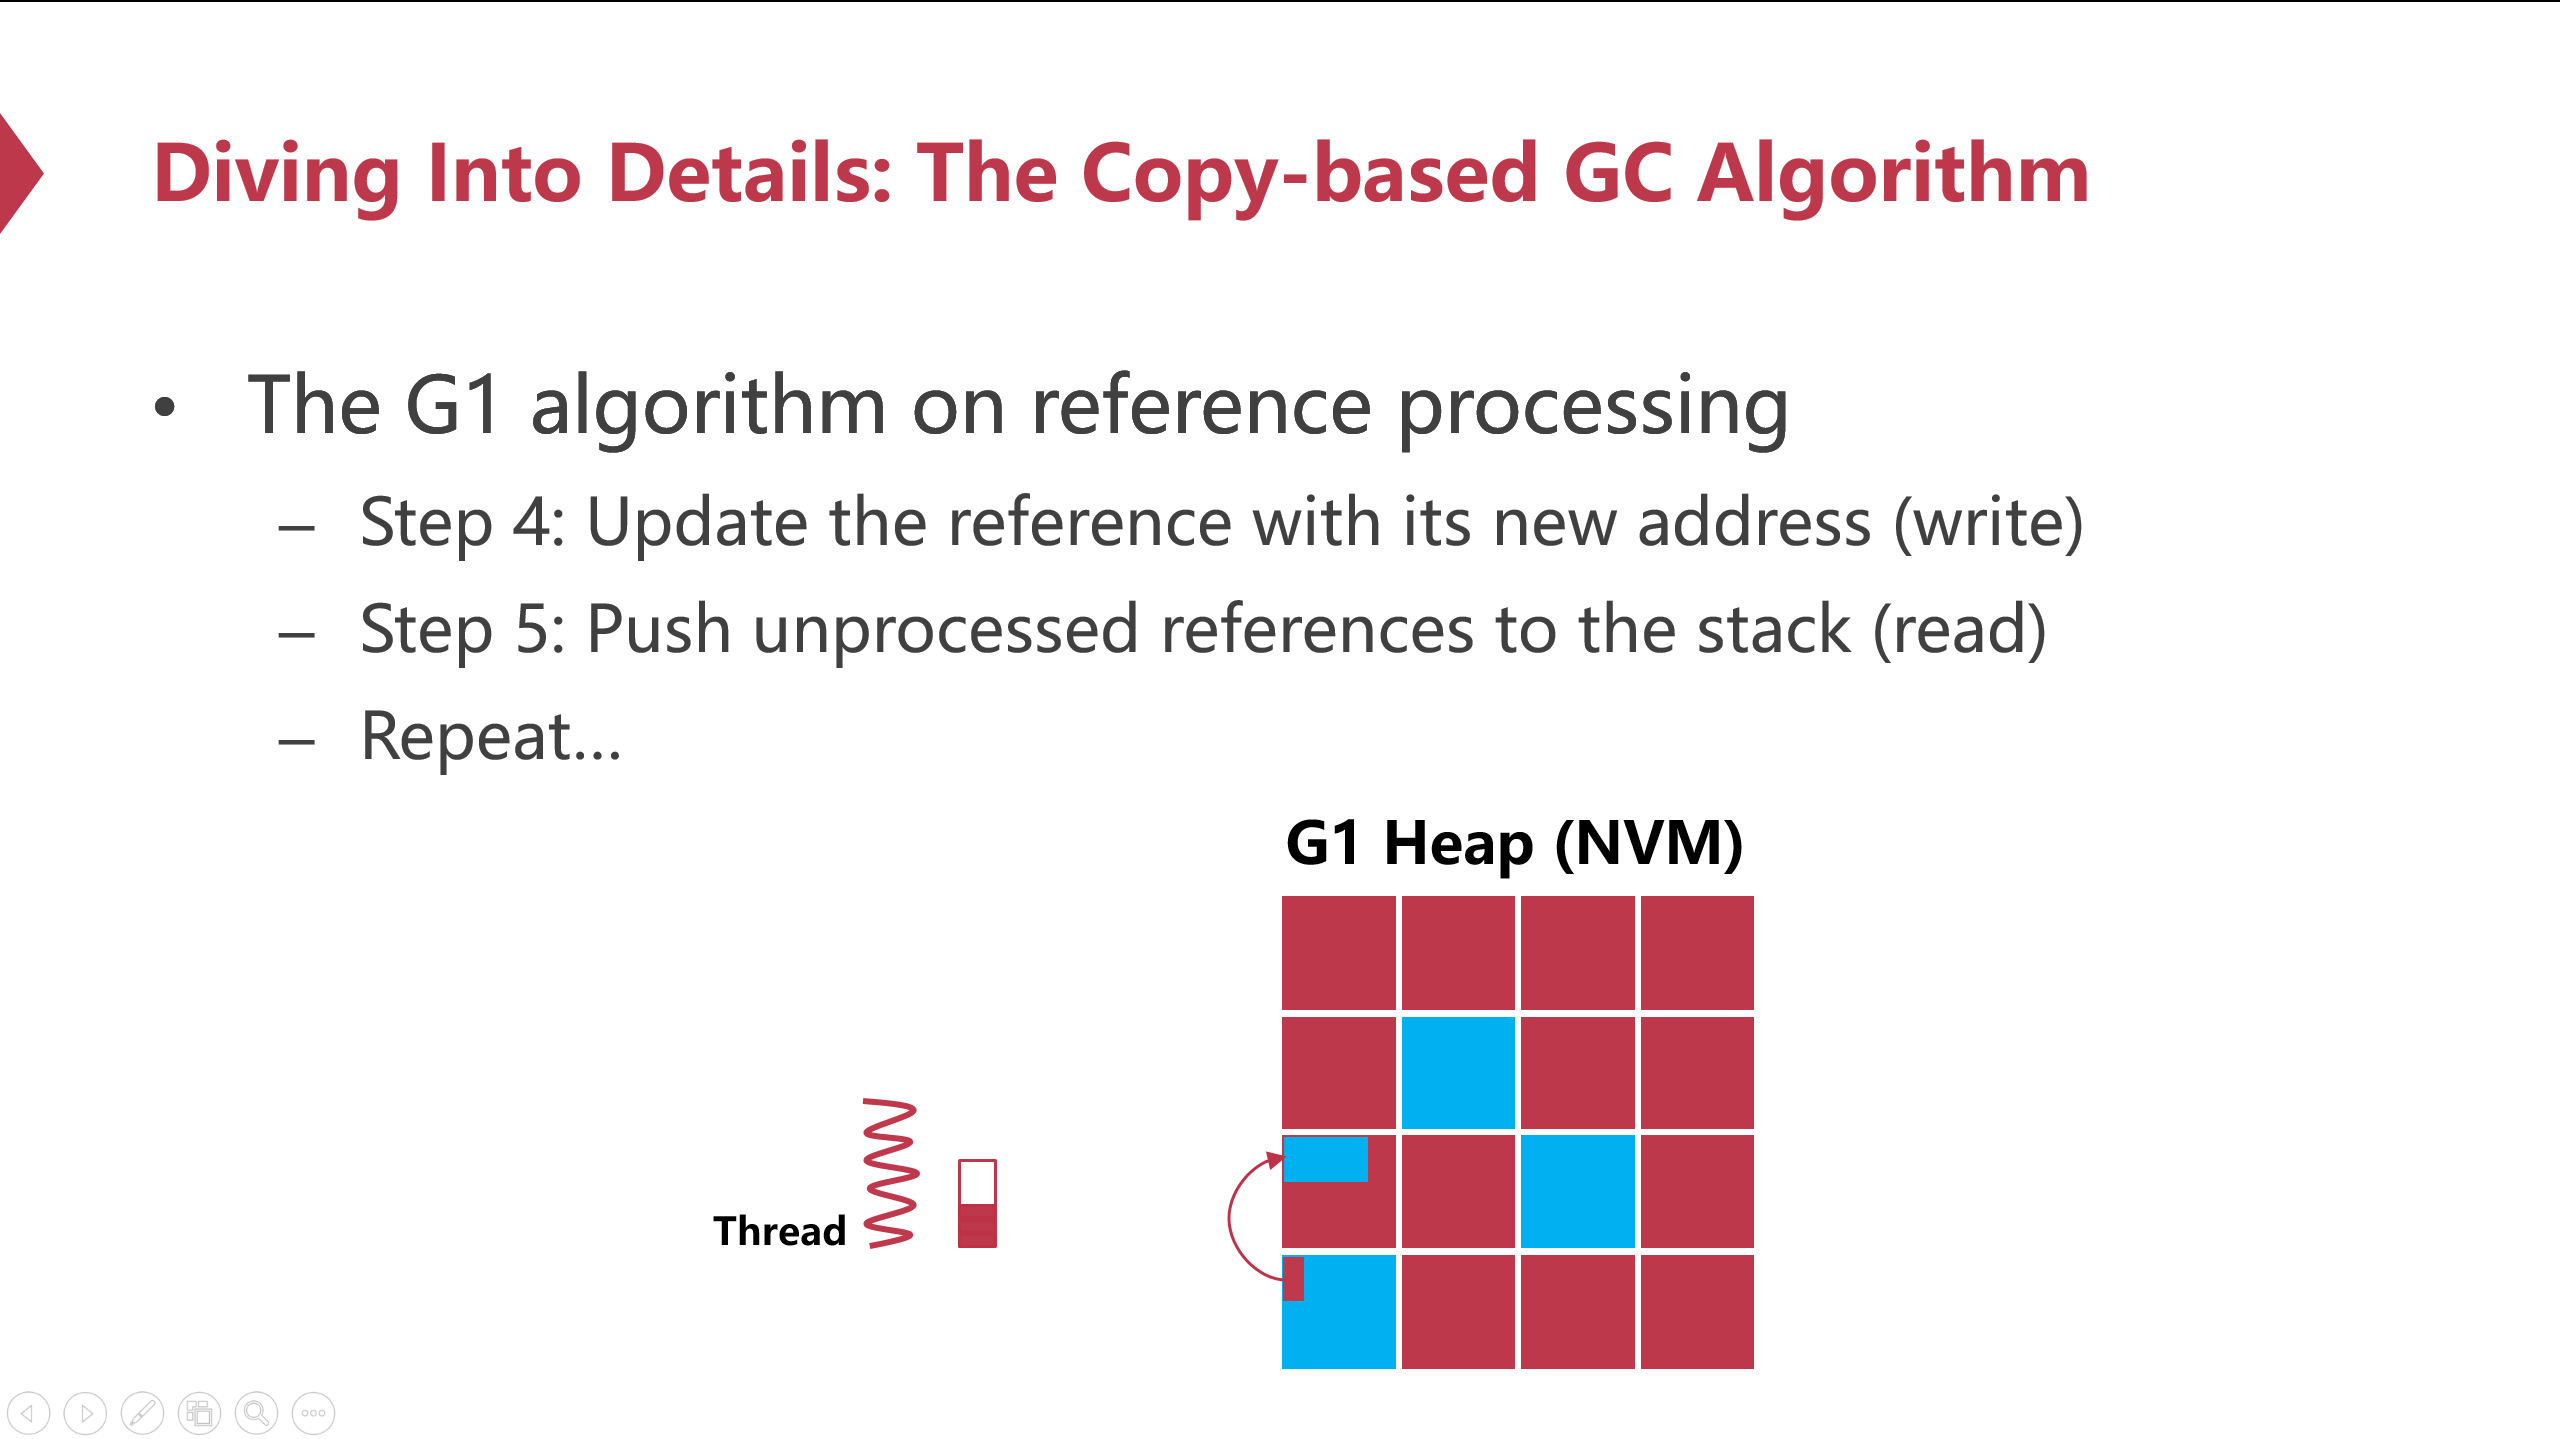 Diving Into Details: The Copy-based GC Algorithm
• The G1 algorithm on reference processing
– Step 4: Update the reference with its new address (write)
– Step 5: Push unprocessed references to the stack (read)
– Repeat...
G1 Heap (NVM)
Thread